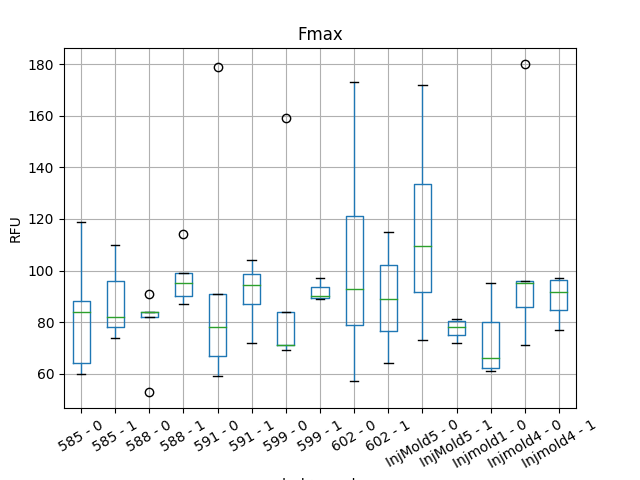 Fmax
RFU
180
160
140
120
100
80
60
585 - 0
585 - 1
588 - 0
588 - 1
591 - 0
591 - 1
599 - 0
599 - 1
602 - 0
602 - 1
InjMold5 - 0
InjMold5 - 1
Injmold1 - 0
Injmold4 - 0
Injmold4 - 1